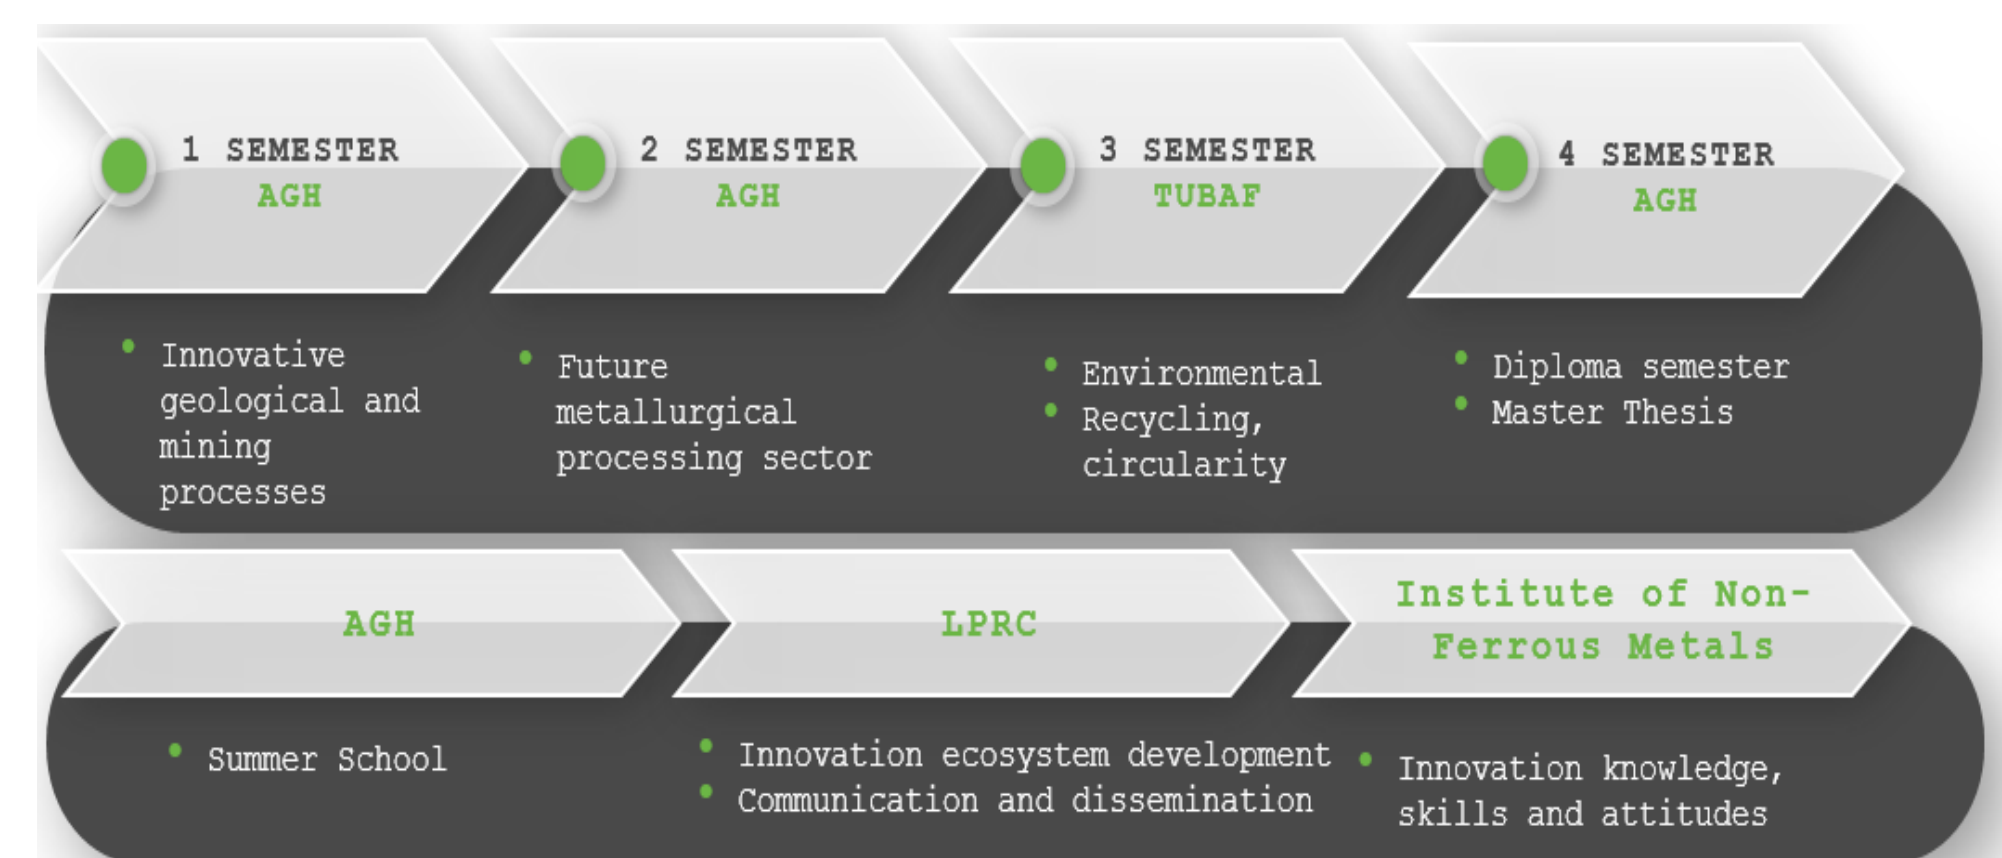 1 SEMESTER
AGH
• Innovative
geological and
mining
processes
2 SEMESTER
AGH
• Future
metallurgical
processing sector
3 SEMESTER
TUBAF
• Environmental
• Recycling,
circularity
4 SEMESTER
AGH
• Diploma semester
• Master Thesis
AGH
• Summer School
LPRC
• Innovation ecosystem development
• Communication and dissemination
Institute of Non-
Ferrous Metals
• Innovation knowledge,
skills and attitudes